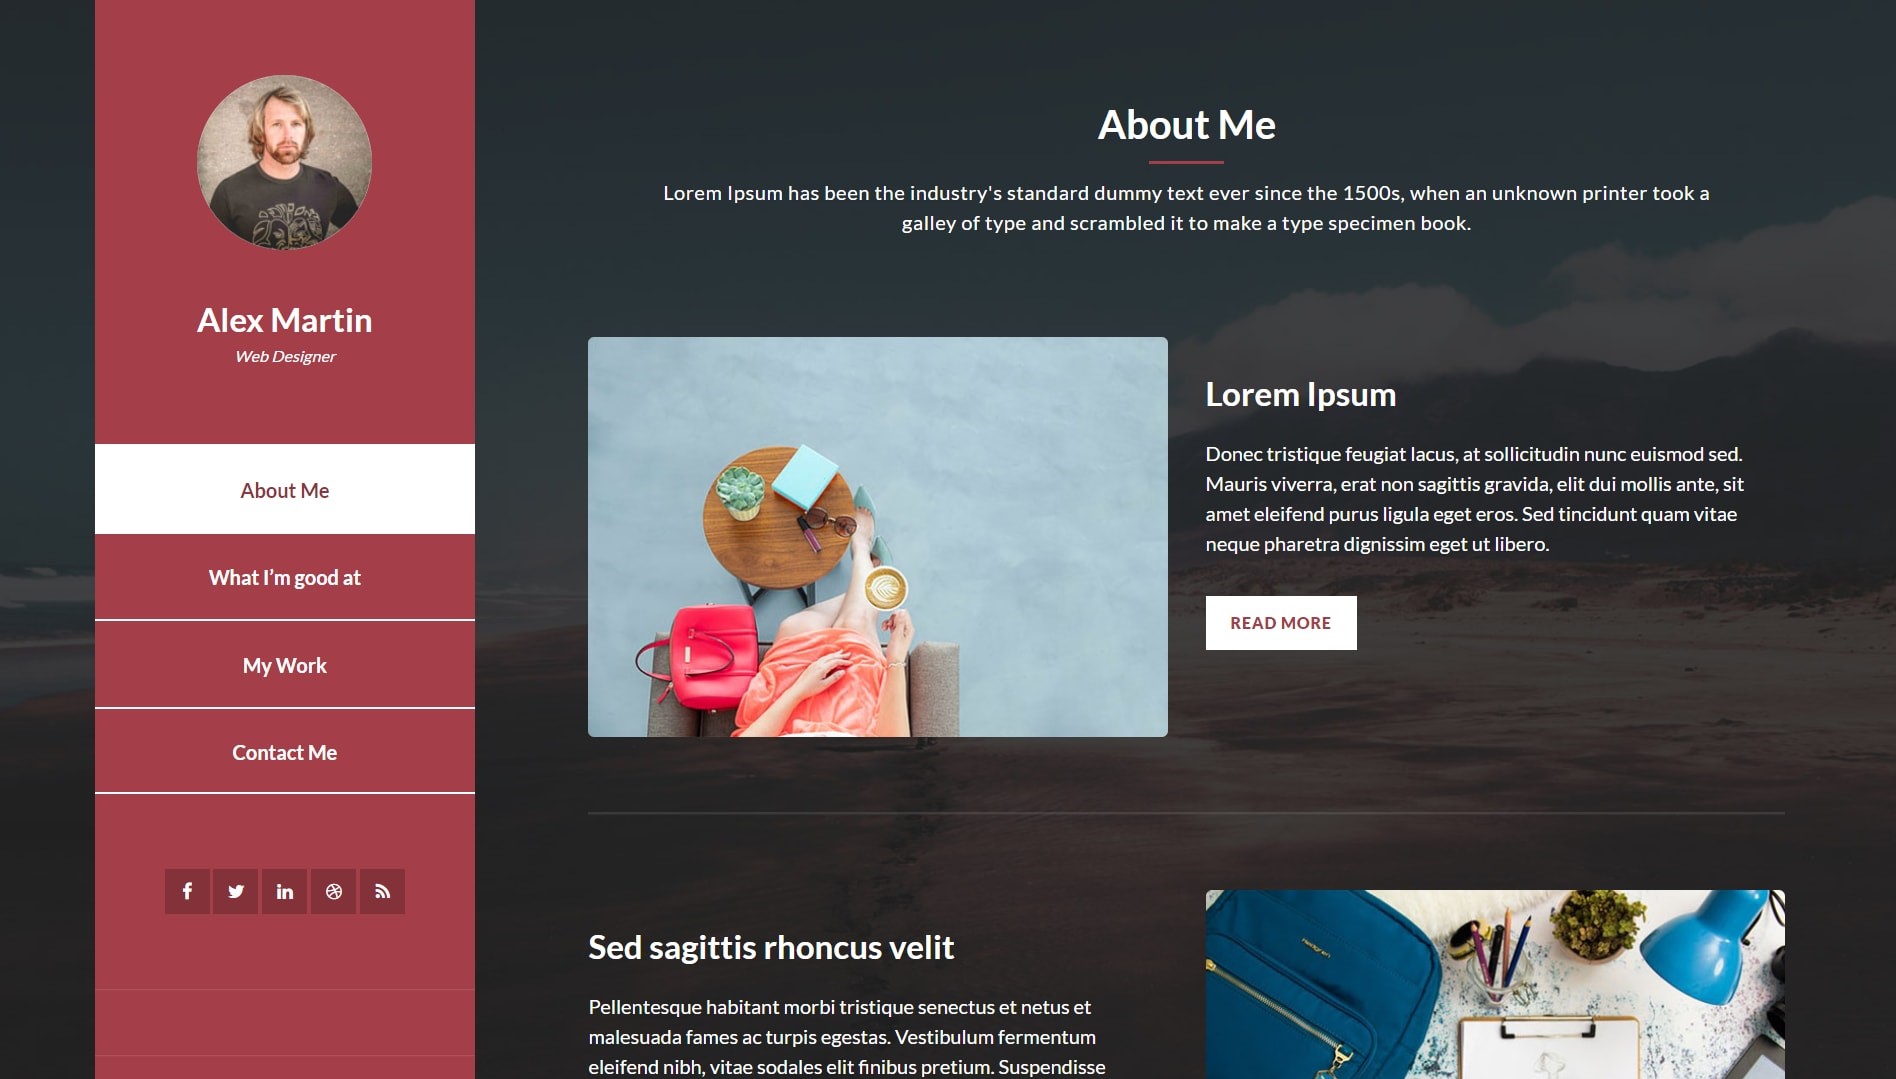 Alex Martin
Web Designer
About Me
What I’m good at
My Work
Contact Me
About Me
Lorem Ipsum has been the industry's standard dummy text ever since the 1500s, when an unknown printer took a
galley of type and scrambled it to make a type specimen book.
Lorem Ipsum
Donec tristique feugiat lacus, at sollicitudin nunc euismod sed.
Mauris viverra, erat non sagittis gravida, elit dui mollis ante, sit
amet eleifend purus ligula eget eros. Sed tincidunt quam vitae
neque pharetra dignissim eget ut libero.
READ MORE
Sed sagittis rhoncus velit
Pellentesque habitant morbi tristique senectus et netus et
malesuada fames ac turpis egestas. Vestibulum fermentum
eleifend nibh, vitae sodales elit finibus pretium. Suspendisse